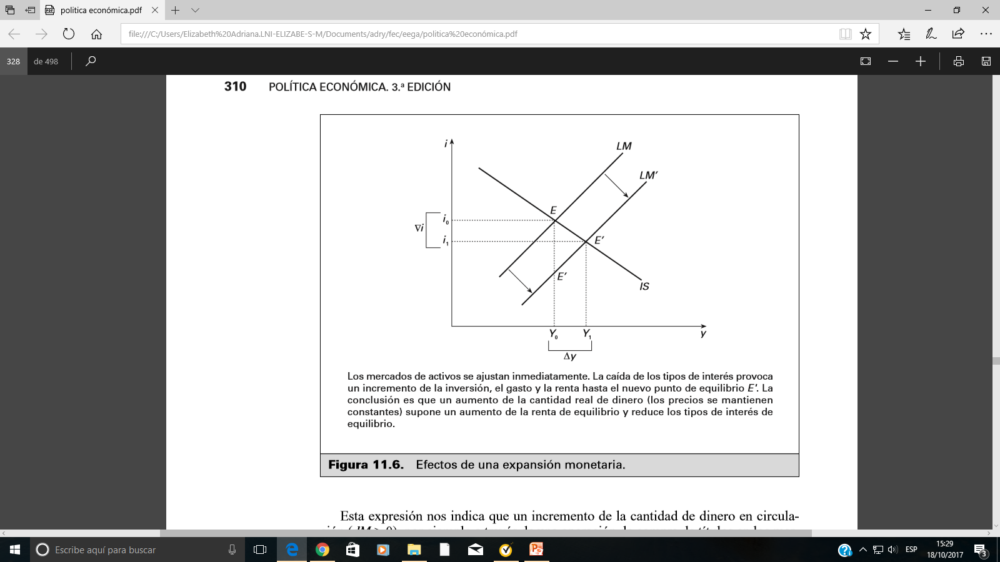 politica económica.pdf
file:///C:/Users/Elizabeth%20Adriana.LNI-ELIZABE-S-M/Documents/adry/fec/eega/politica%20económica.pdf
328 de 498
310 POLÍTICA ECONÓMICA. 3.ª EDICIÓN
i
LM
LM′
E
i₀
∇i
i₁
E′
E′
IS
Y₀ Y₁
y
Δy
Los mercados de activos se ajustan inmediatamente. La caída de los tipos de interés provoca
un incremento de la inversión, el gasto y la renta hasta el nuevo punto de equilibrio E'. La
conclusión es que un aumento de la cantidad real de dinero (los precios se mantienen
constantes) supone un aumento de la renta de equilibrio y reduce los tipos de interés de
equilibrio.
Figura 11.6. Efectos de una expansión monetaria.
Esta expresión nos indica que un incremento de la cantidad de dinero en circula-
Escribe aquí para buscar
ESP
15:29
18/10/2017
3